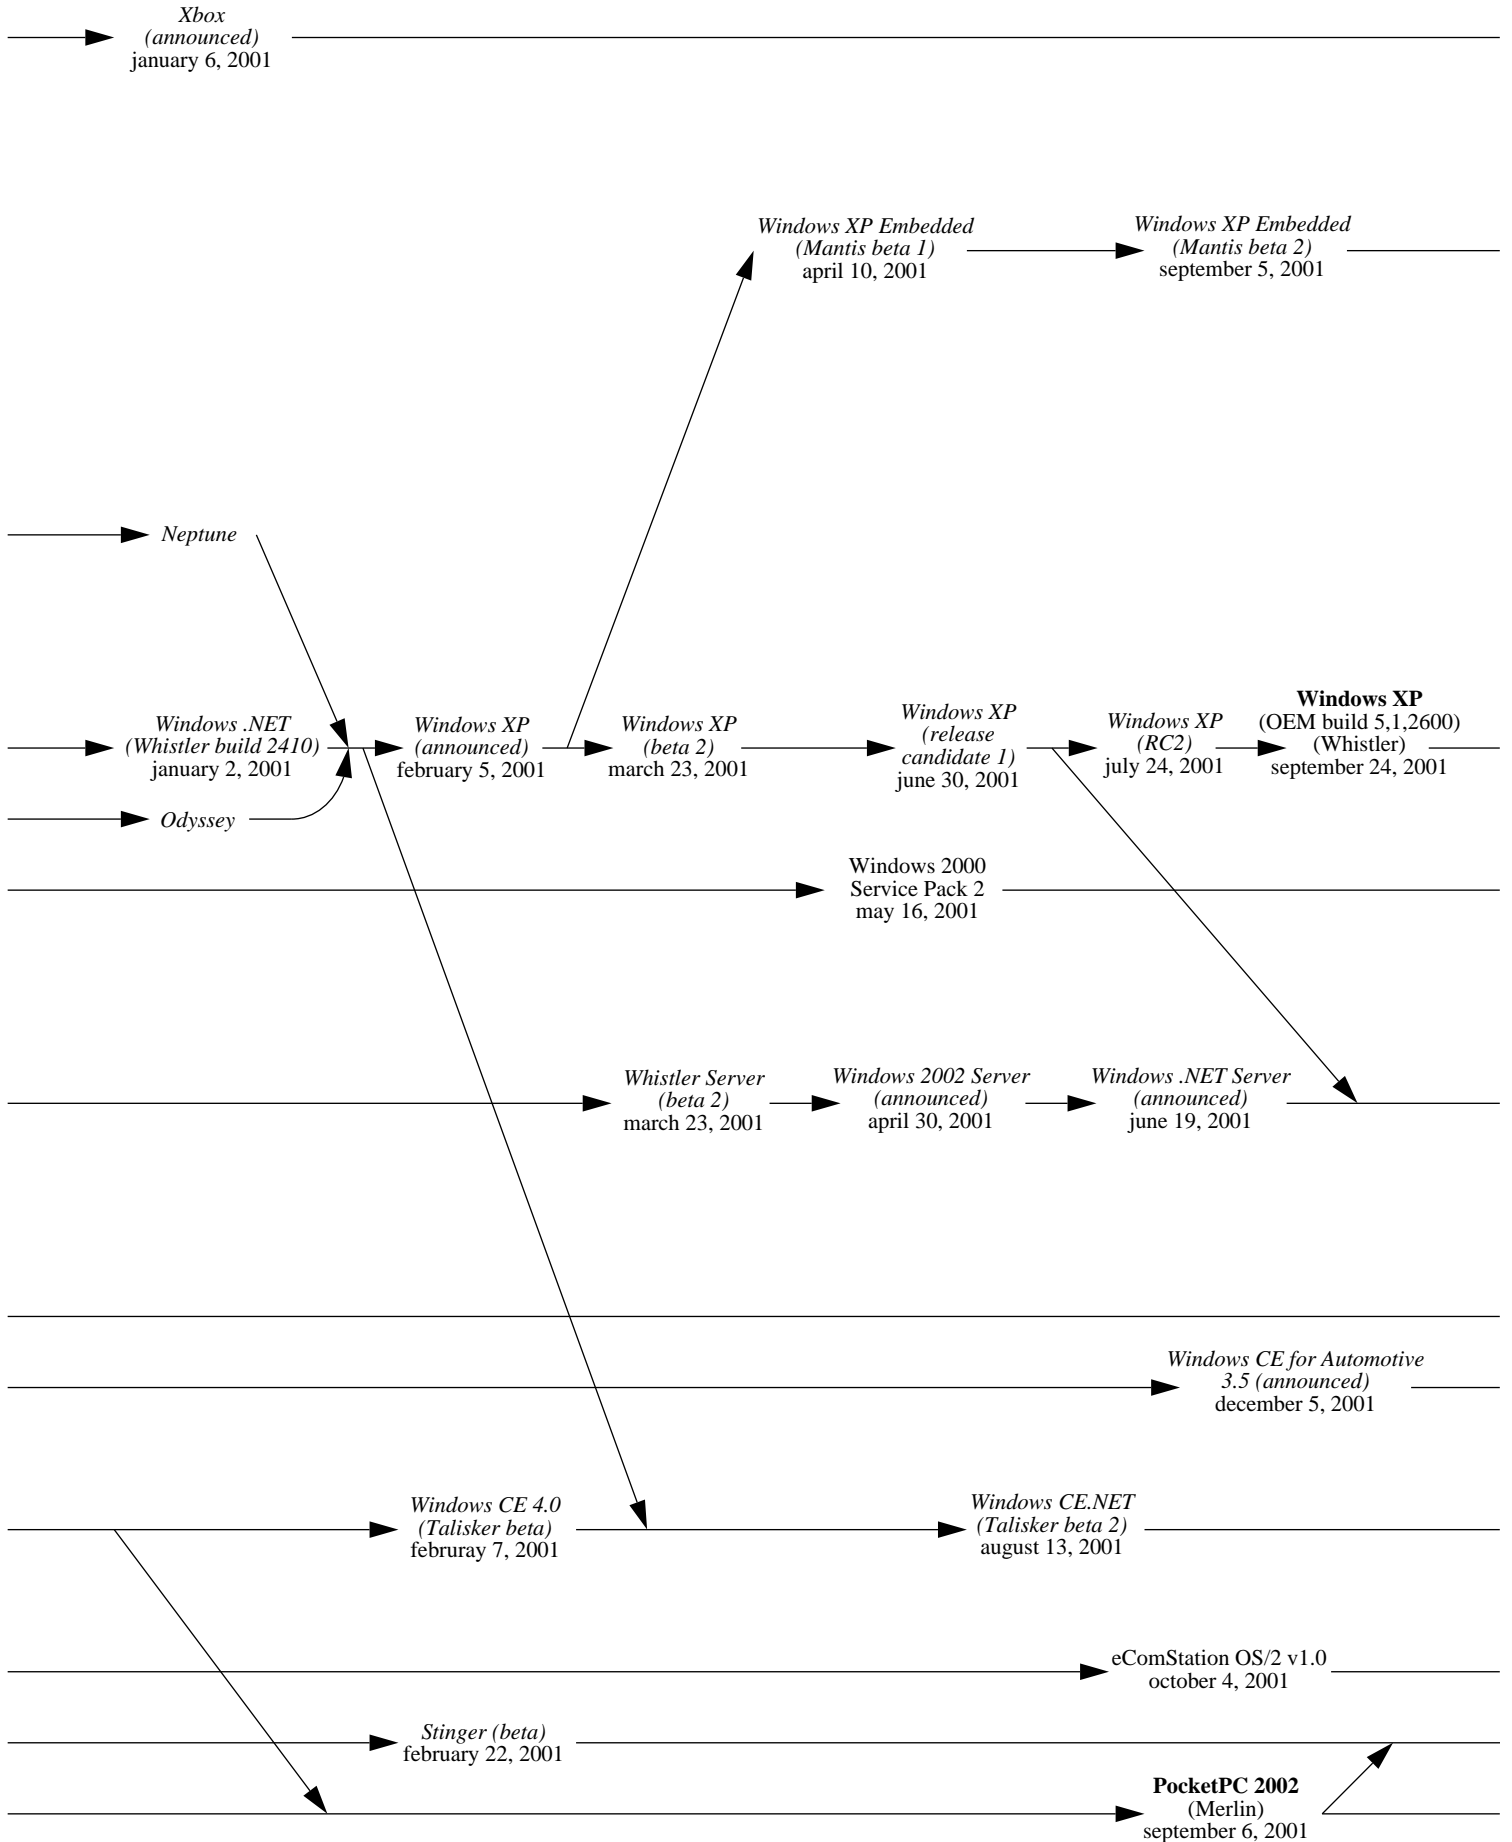 Xbox
(announced)
january 6, 2001
Windows XP Embedded
(Mantis beta 1)
april 10, 2001
Windows XP Embedded
(Mantis beta 2)
september 5, 2001
Neptune
Windows .NET
(Whistler build 2410)
january 2, 2001
Windows XP
(announced)
february 5, 2001
Windows XP
(beta 2)
march 23, 2001
Windows XP
(release
candidate 1)
june 30, 2001
Windows XP
(RC2)
july 24, 2001
Windows XP
(OEM build 5,1,2600)
(Whistler)
september 24, 2001
Odyssey
Windows 2000
Service Pack 2
may 16, 2001
Whistler Server
(beta 2)
march 23, 2001
Windows 2002 Server
(announced)
april 30, 2001
Windows .NET Server
(announced)
june 19, 2001
Windows CE for Automotive
3.5 (announced)
december 5, 2001
Windows CE 4.0
(Talisker beta)
februray 7, 2001
Windows CE.NET
(Talisker beta 2)
august 13, 2001
eComStation OS/2 v1.0
october 4, 2001
Stinger (beta)
february 22, 2001
PocketPC 2002
(Merlin)
september 6, 2001